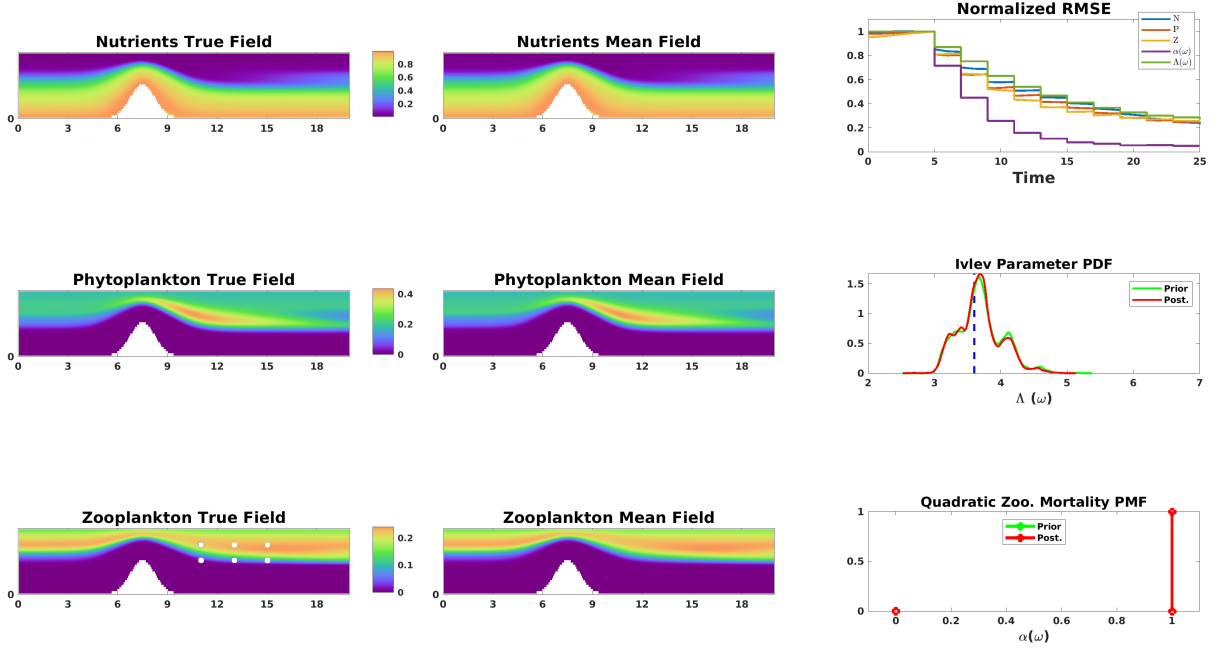 Nutrients True Field
0.8
0.6
0.4
0.2
0
0 3 6 9 12 15 18
Nutrients Mean Field
0
0 3 6 9 12 15 18
Normalized RMSE
N
P
Z
α(ω)
Λ(ω)
1
0.8
0.6
0.4
0.2
0
0 5 10 15 20 25
Time
Phytoplankton True Field
0.4
0.2
0
0
0 3 6 9 12 15 18
Phytoplankton Mean Field
0
0 3 6 9 12 15 18
Ivlev Parameter PDF
Prior
Post.
1.5
1
0.5
0
2 3 4 5 6 7
Λ (ω)
Zooplankton True Field
0.2
0.1
0
0
0 3 6 9 12 15 18
Zooplankton Mean Field
0
0 3 6 9 12 15 18
Quadratic Zoo. Mortality PMF
Prior
Post.
1
0.5
0
0 0.2 0.4 0.6 0.8 1
α(ω)